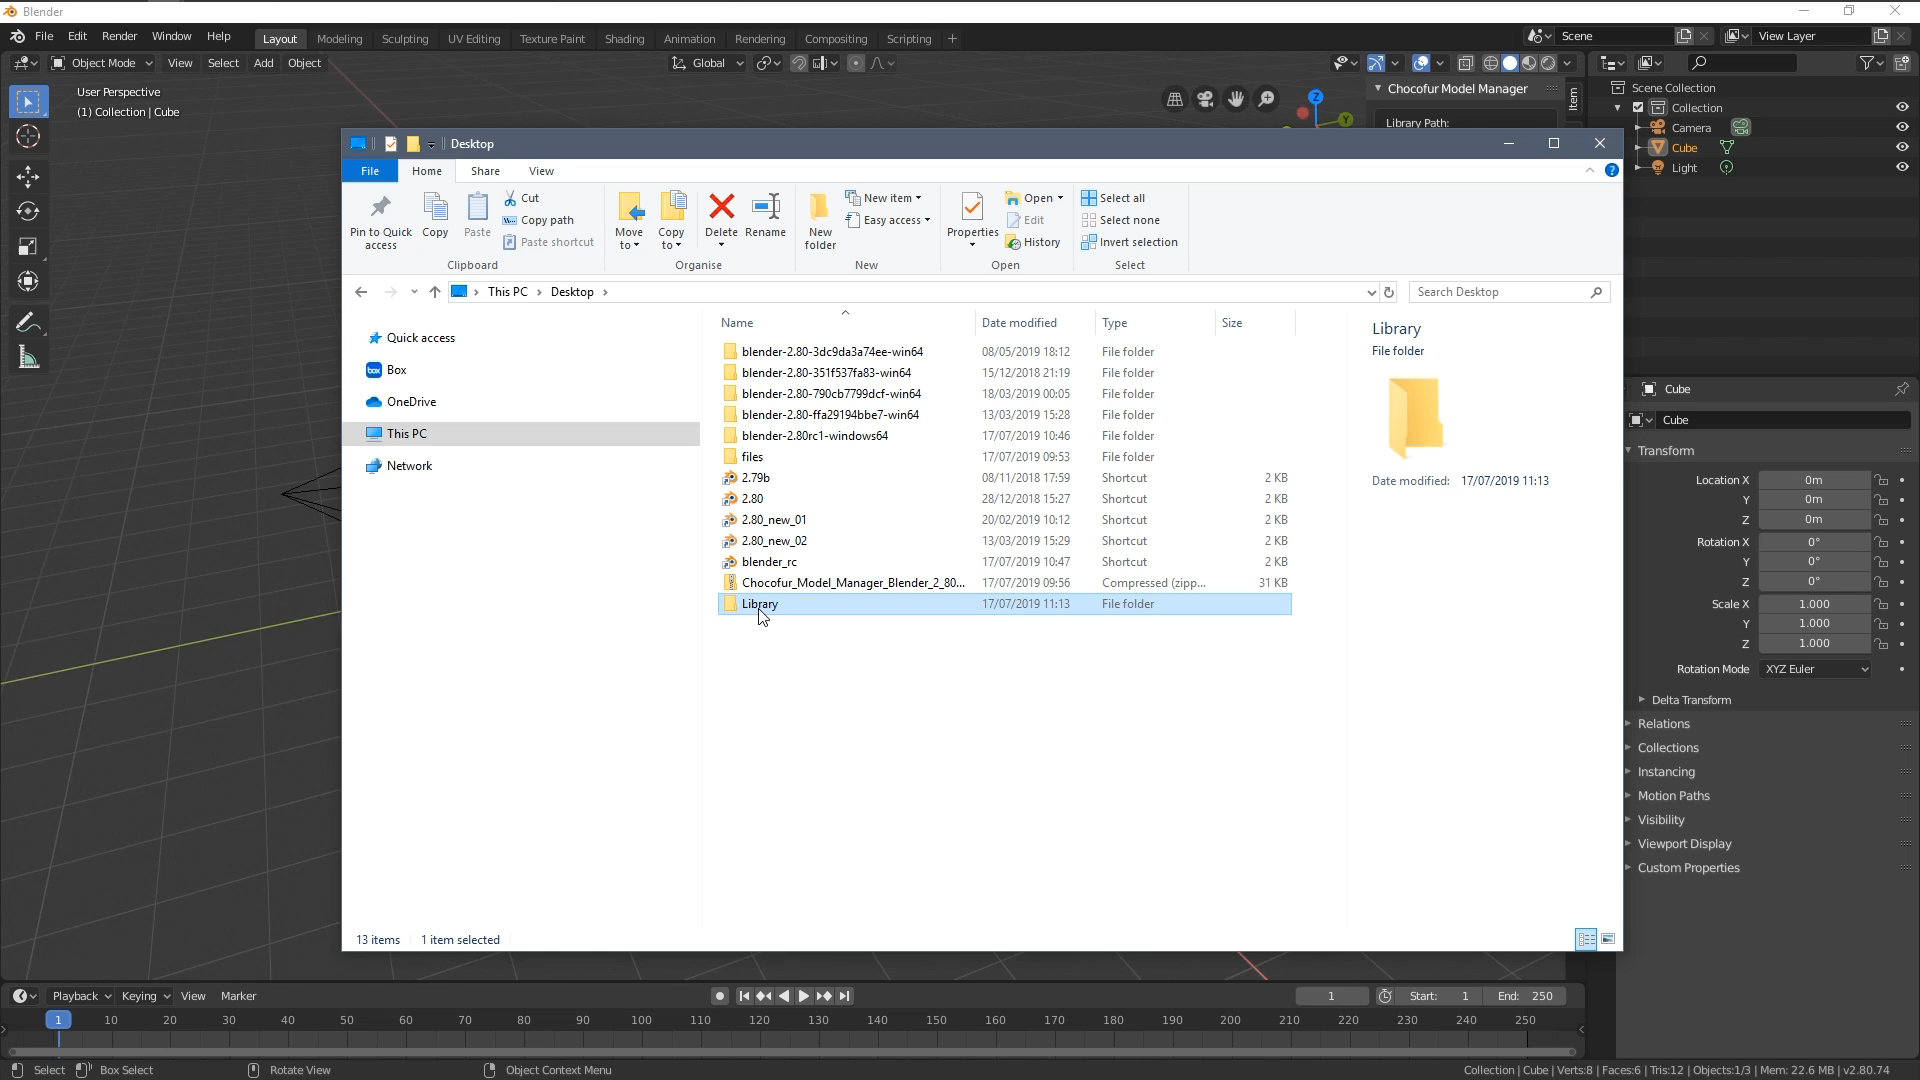 Blender
File Edit Render Window Help Layout Modeling Sculpting UV Editing Texture Paint Shading Animation Rendering Compositing Scripting + Scene View Layer
Object Mode View Select Add Object Global
User Perspective
(1) Collection | Cube
Chocofur Model Manager
Library Path:
Item
Z
Y
Scene Collection
Collection
Camera
Cube
Light
Desktop
File Home Share View
Pin to Quick access
Copy
Paste
Cut
Copy path
Paste shortcut
Clipboard
Move to
Copy to
Delete
Rename
Organise
New folder
New item
Easy access
New
Properties
Open
Edit
History
Open
Select all
Select none
Invert selection
Select
This PC > Desktop >
Search Desktop
Quick access
box Box
OneDrive
This PC
Network
Name Date modified Type Size
blender-2.80-3dc9da3a74ee-win64 08/05/2019 18:12 File folder
blender-2.80-351f537fa83-win64 15/12/2018 21:19 File folder
blender-2.80-790cb7799dcf-win64 18/03/2019 00:05 File folder
blender-2.80-ffa29194bbe7-win64 13/03/2019 15:28 File folder
blender-2.80rc1-windows64 17/07/2019 10:46 File folder
files 17/07/2019 09:53 File folder
2.79b 08/11/2018 17:59 Shortcut 2 KB
2.80 28/12/2018 15:27 Shortcut 2 KB
2.80_new_01 20/02/2019 10:12 Shortcut 2 KB
2.80_new_02 13/03/2019 15:29 Shortcut 2 KB
blender_rc 17/07/2019 10:47 Shortcut 2 KB
Chocofur_Model_Manager_Blender_2_80... 17/07/2019 09:56 Compressed (zipp... 31 KB
Library 17/07/2019 11:13 File folder
Library
File folder
Date modified: 17/07/2019 11:13
13 items 1 item selected
Cube
Cube
Transform
Location X 0m
Y 0m
Z 0m
Rotation X 0°
Y 0°
Z 0°
Scale X 1.000
Y 1.000
Z 1.000
Rotation Mode XYZ Euler
Delta Transform
Relations
Collections
Instancing
Motion Paths
Visibility
Viewport Display
Custom Properties
Playback Keying View Marker 1 Start: 1 End: 250
1 10 20 30 40 50 60 70 80 90 100 110 120 130 140 150 160 170 180 190 200 210 220 230 240 250
Select Box Select Rotate View Object Context Menu Collection | Cube | Verts:8 | Faces:6 | Tris:12 | Objects:1/3 | Mem: 22.6 MB | v2.80.74